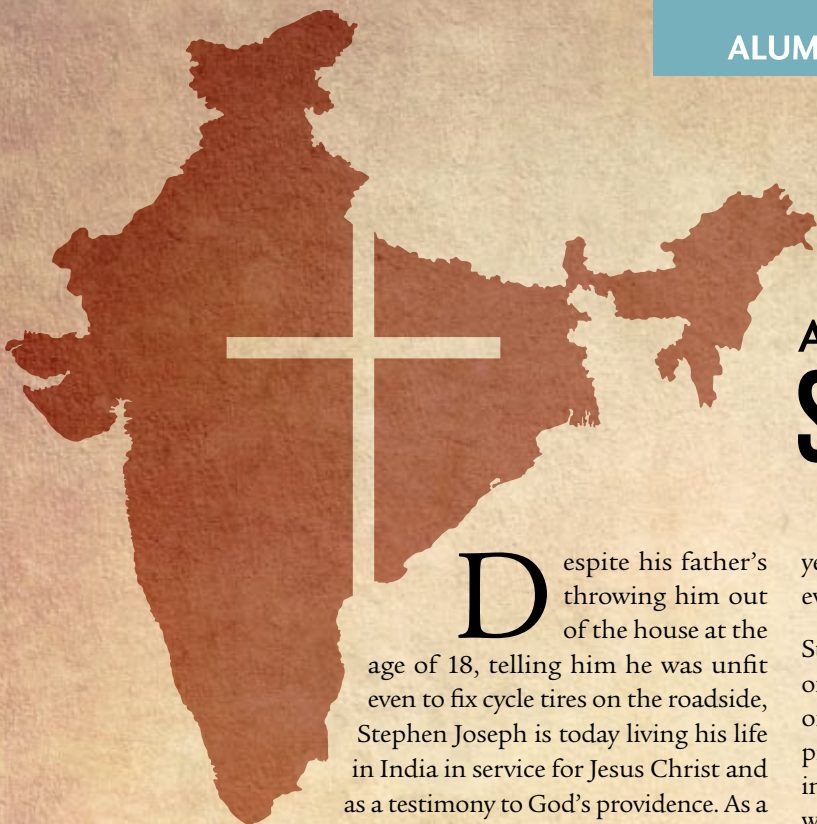 ALUM
A
S
Despite his father’s
throwing him out
of the house at the
age of 18, telling him he was unfit
even to fix cycle tires on the roadside,
Stephen Joseph is today living his life
in India in service for Jesus Christ and
as a testimony to God’s providence. As a
ye
ev